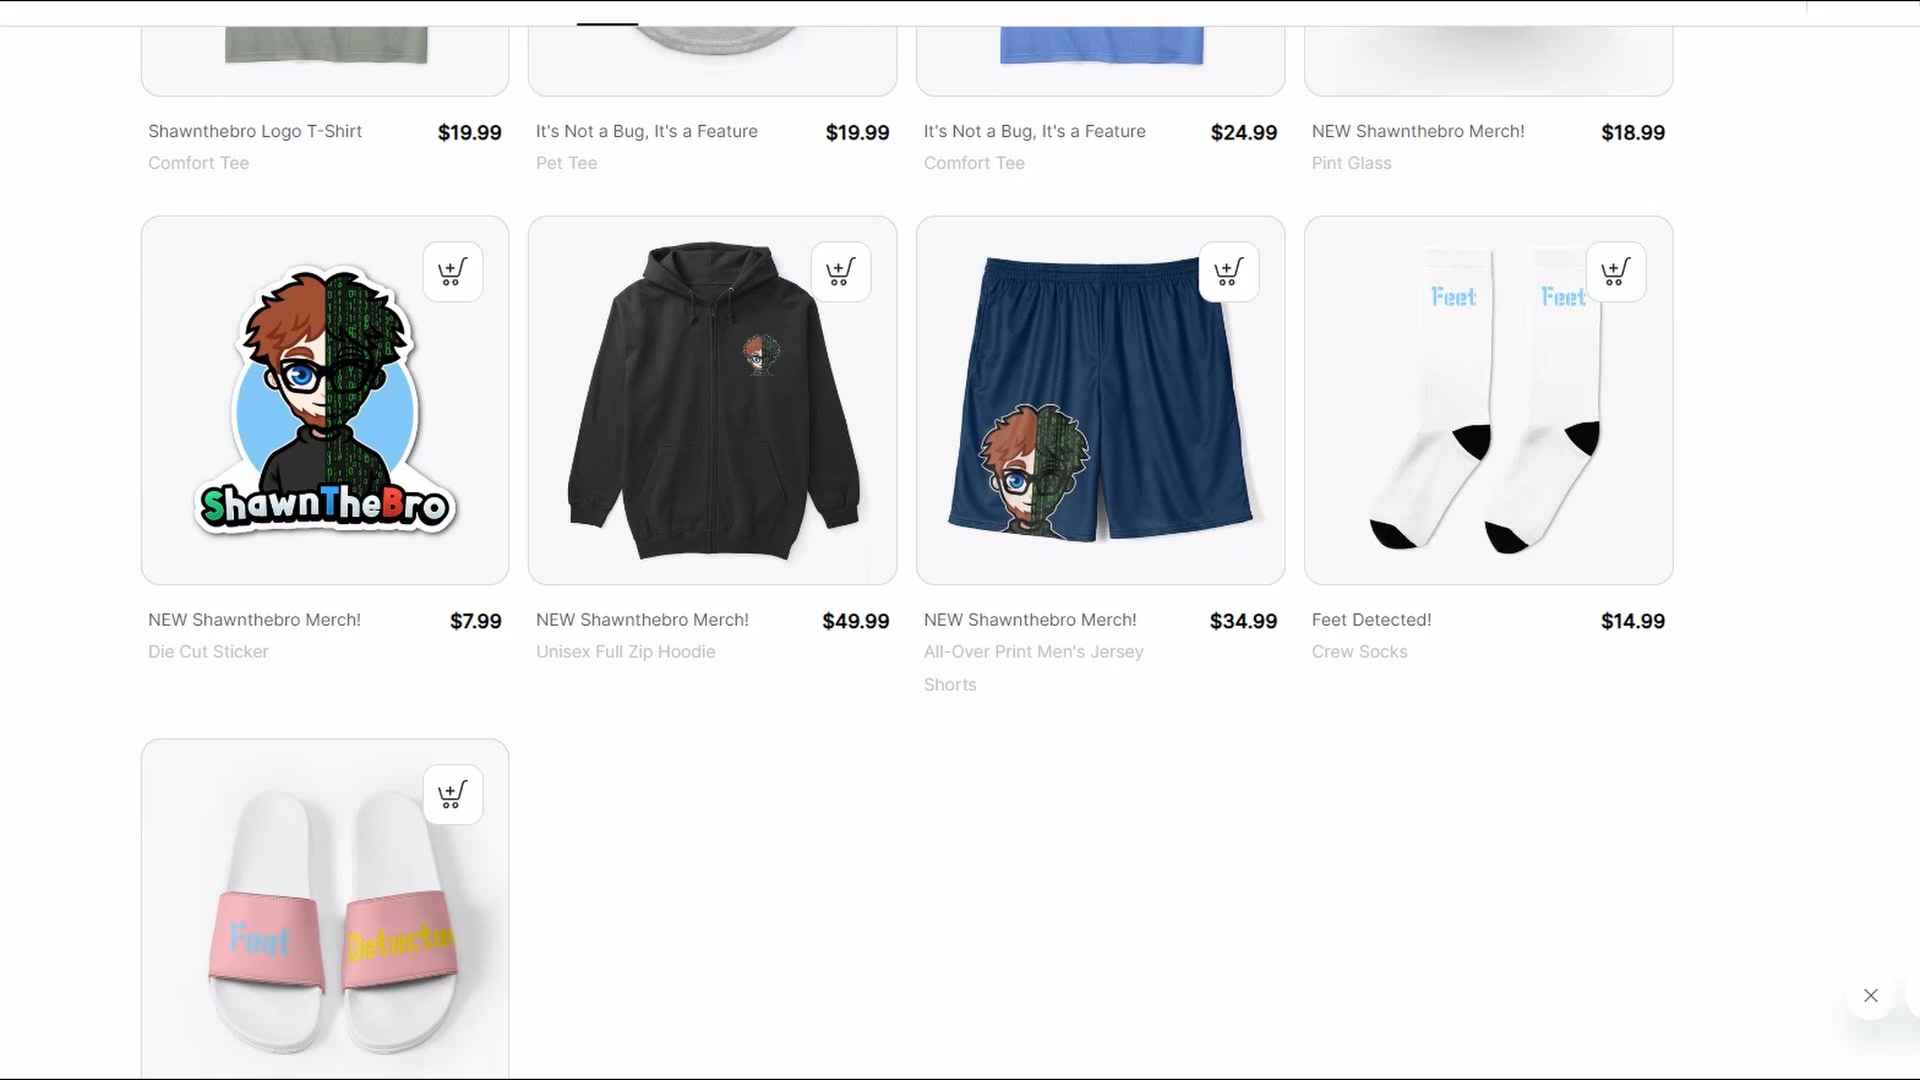 Shawnthebro Logo T-Shirt $19.99
Comfort Tee
It's Not a Bug, It's a Feature $19.99
Pet Tee
It's Not a Bug, It's a Feature $24.99
Comfort Tee
NEW Shawnthebro Merch! $18.99
Pint Glass
ShawnTheBro
Feet
Feet
NEW Shawnthebro Merch! $7.99
Die Cut Sticker
NEW Shawnthebro Merch! $49.99
Unisex Full Zip Hoodie
NEW Shawnthebro Merch! $34.99
All-Over Print Men's Jersey
Shorts
Feet Detected! $14.99
Crew Socks
Feet